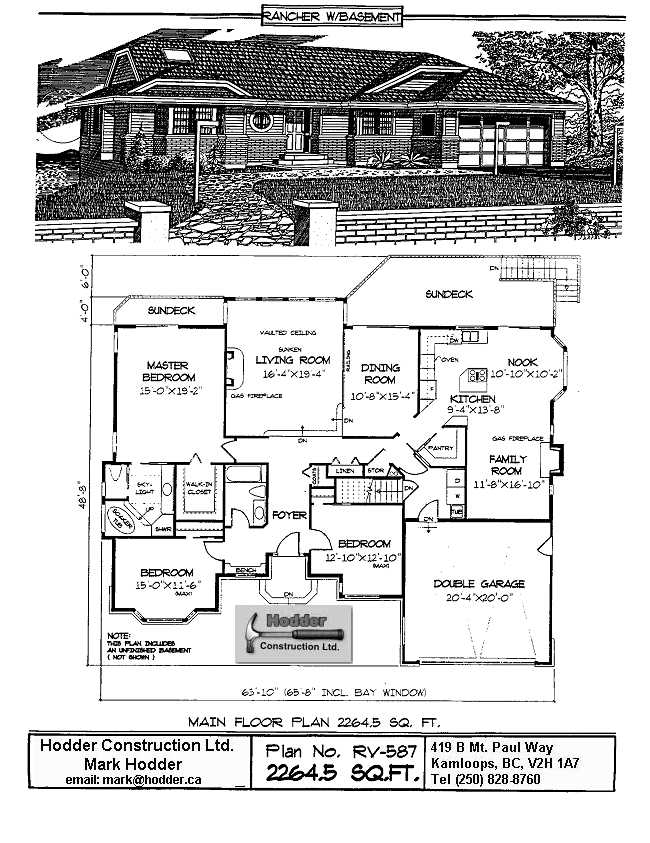 RANCHER W/BASEMENT
6'-0"
4'-0"
48'-8"
DN
SUNDECK
SUNDECK
VAULTED CEILING
SUNKEN
LIVING ROOM
16'-4"X19'-4"
GAS FIREPLACE
DN
DN
MASTER
BEDROOM
15'-0"X19'-2"
RAILING
DINING
ROOM
10'-8"X15'-4"
DW
OVEN
F
NOOK
10'-10"X10'-2"
KITCHEN
9'-4"X13'-8"
PANTRY
GAS FIREPLACE
FAMILY
ROOM
11'-8"X16'-10"
SKY-
LIGHT
WALK-IN
CLOSET
COATS
LINEN
STOR
DN
D
W
TUB
DN
SOAKER
TUB
UP
SHWR
FOYER
BENCH
DN
BEDROOM
12'-10"X12'-10"
(MAX)
BEDROOM
15'-0"X11'-6"
(MAX)
DOUBLE GARAGE
20'-4"X20'-0"
Hodder
Construction Ltd.
NOTE:
THIS PLAN INCLUDES
AN UNFINISHED BASEMENT
( NOT SHOWN )
63'-10" (65'-8" INCL. BAY WINDOW)
MAIN FLOOR PLAN 2264.5 SQ. FT.
Hodder Construction Ltd.
Mark Hodder
email: mark@hodder.ca
Plan No. RV-587
2264.5 SQ.FT.
419 B Mt. Paul Way
Kamloops, BC, V2H 1A7
Tel (250) 828-8760